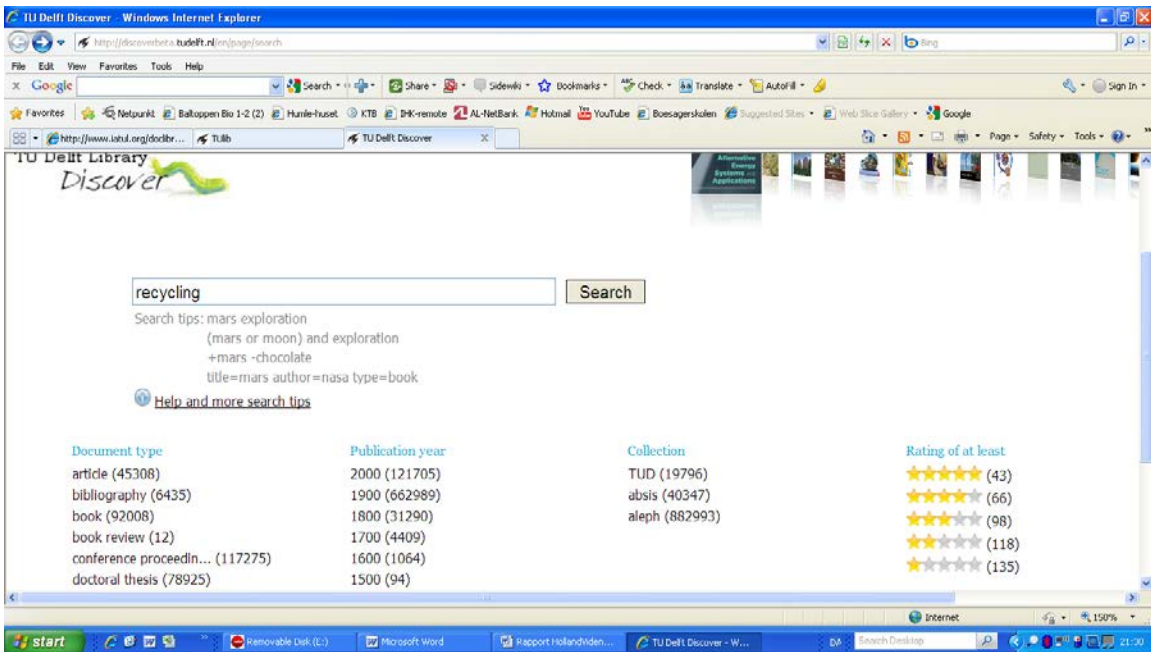 TU Delft Discover - Windows Internet Explorer
http://discoverbeta.tudelft.nl/en/page/search
Bing
File Edit View Favorites Tools Help
x Google Search Share Sidewiki Bookmarks Check Translate AutoFill Sign In
Favorites Netpunkt Baltoppen Bio 1-2 (2) Humle-huset KTB IHK-remote AL-NetBank Hotmail YouTube Boesagerskolen Suggested Sites Web Slice Gallery Google
http://www.iatul.org/doclibr... TUlib TU Delft Discover X Page Safety Tools
TU Delft Library
Discover
Alternative
Energy
Systems and
Applications
recycling Search
Search tips: mars exploration
(mars or moon) and exploration
+mars -chocolate
title=mars author=nasa type=book
Help and more search tips
Document type Publication year Collection Rating of at least
article (45308) 2000 (121705) TUD (19796) (43)
bibliography (6435) 1900 (662989) absis (40347) (66)
book (92008) 1800 (31290) aleph (882993) (98)
book review (12) 1700 (4409) (118)
conference proceedin... (117275) 1600 (1064) (135)
doctoral thesis (78925) 1500 (94)
Internet 150%
start Removable Disk (E:) Microsoft Word Rapport Hollandviden... TU Delft Discover - W... DA Search Desktop 21:30